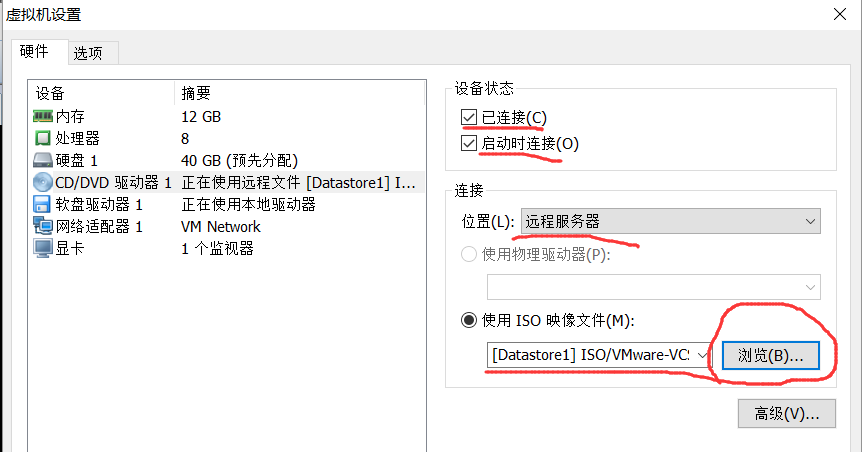 虚拟机设置
硬件 选项
设备 摘要
内存 12 GB
处理器 8
硬盘 1 40 GB (预先分配)
CD/DVD 驱动器 1 正在使用远程文件 [Datastore1] I...
软盘驱动器 1 正在使用本地驱动器
网络适配器 1 VM Network
显卡 1 个监视器
设备状态
已连接(C)
启动时连接(O)
连接
位置(L): 远程服务器
使用物理驱动器(P):
使用 ISO 映像文件(M):
[Datastore1] ISO/VMware-VCS
浏览(B)...
高级(V)...